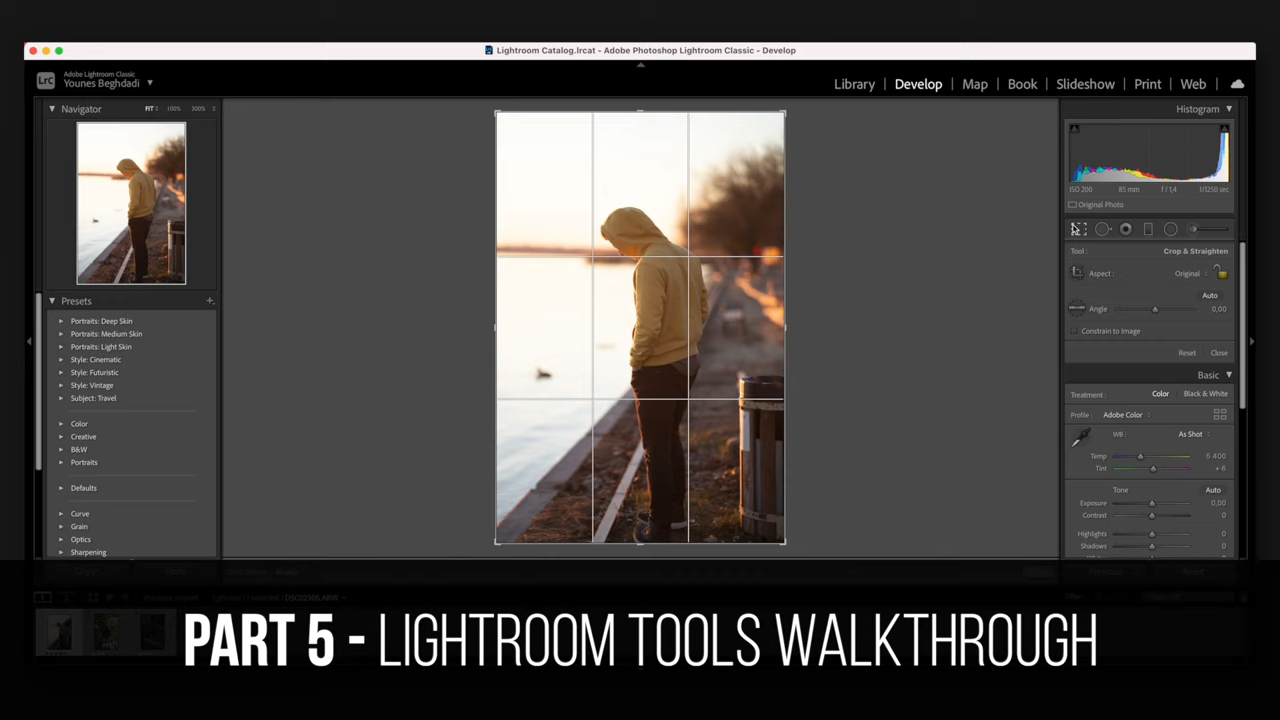 Lightroom Catalog.lrcat - Adobe Photoshop Lightroom Classic - Develop
LrC
Adobe Lightroom Classic
Younes Beghdadi
Library | Develop | Map | Book | Slideshow | Print | Web
Navigator
FIT 100% 300%
Presets
Portraits: Deep Skin
Portraits: Medium Skin
Portraits: Light Skin
Style: Cinematic
Style: Futuristic
Style: Vintage
Subject: Travel
Color
Creative
B&W
Portraits
Defaults
Curve
Grain
Optics
Sharpening
Histogram
ISO 200 85 mm f / 1,4 1/1250 sec
Original Photo
Tool : Crop & Straighten
Aspect : Original
Auto
Angle 0,00
Constrain to Image
Reset Close
Basic
Treatment : Color Black & White
Profile : Adobe Color
WB : As Shot
Temp 5 400
Tint + 6
Tone Auto
Exposure 0,00
Contrast 0
Highlights 0
Shadows 0
Previous Reset
Previous Import
PART 5 - LIGHTROOM TOOLS WALKTHROUGH